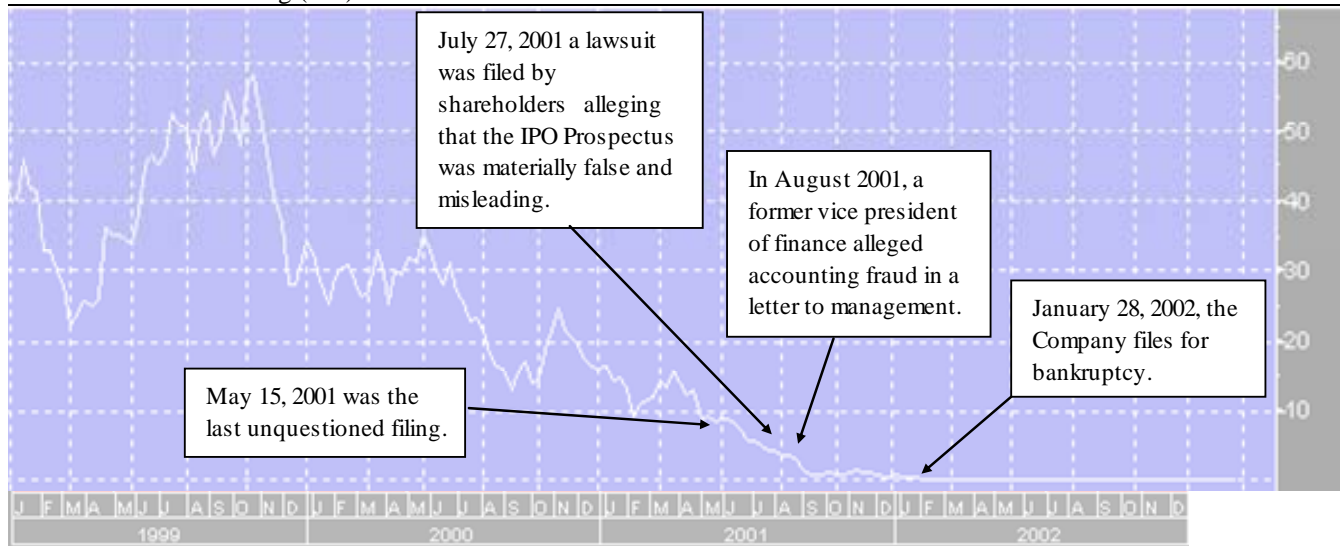 July 27, 2001 a lawsuit
was filed by
shareholders alleging
that the IPO Prospectus
was materially false and
misleading.
In August 2001, a
former vice president
of finance alleged
accounting fraud in a
letter to management.
January 28, 2002, the
Company files for
bankruptcy.
May 15, 2001 was the
last unquestioned filing.
60
50
40
30
20
10
J F M A M J J A S O N D J F M A M J J A S O N D J F M A M J J A S O N D J F M A M J J A S O N D
1999 2000 2001 2002